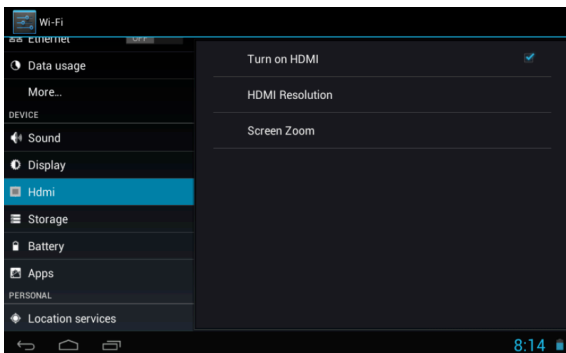 Wi-Fi
Ethernet OFF
Data usage
More...
DEVICE
Sound
Display
Hdmi
Storage
Battery
Apps
PERSONAL
Location services
Turn on HDMI
HDMI Resolution
Screen Zoom
8:14